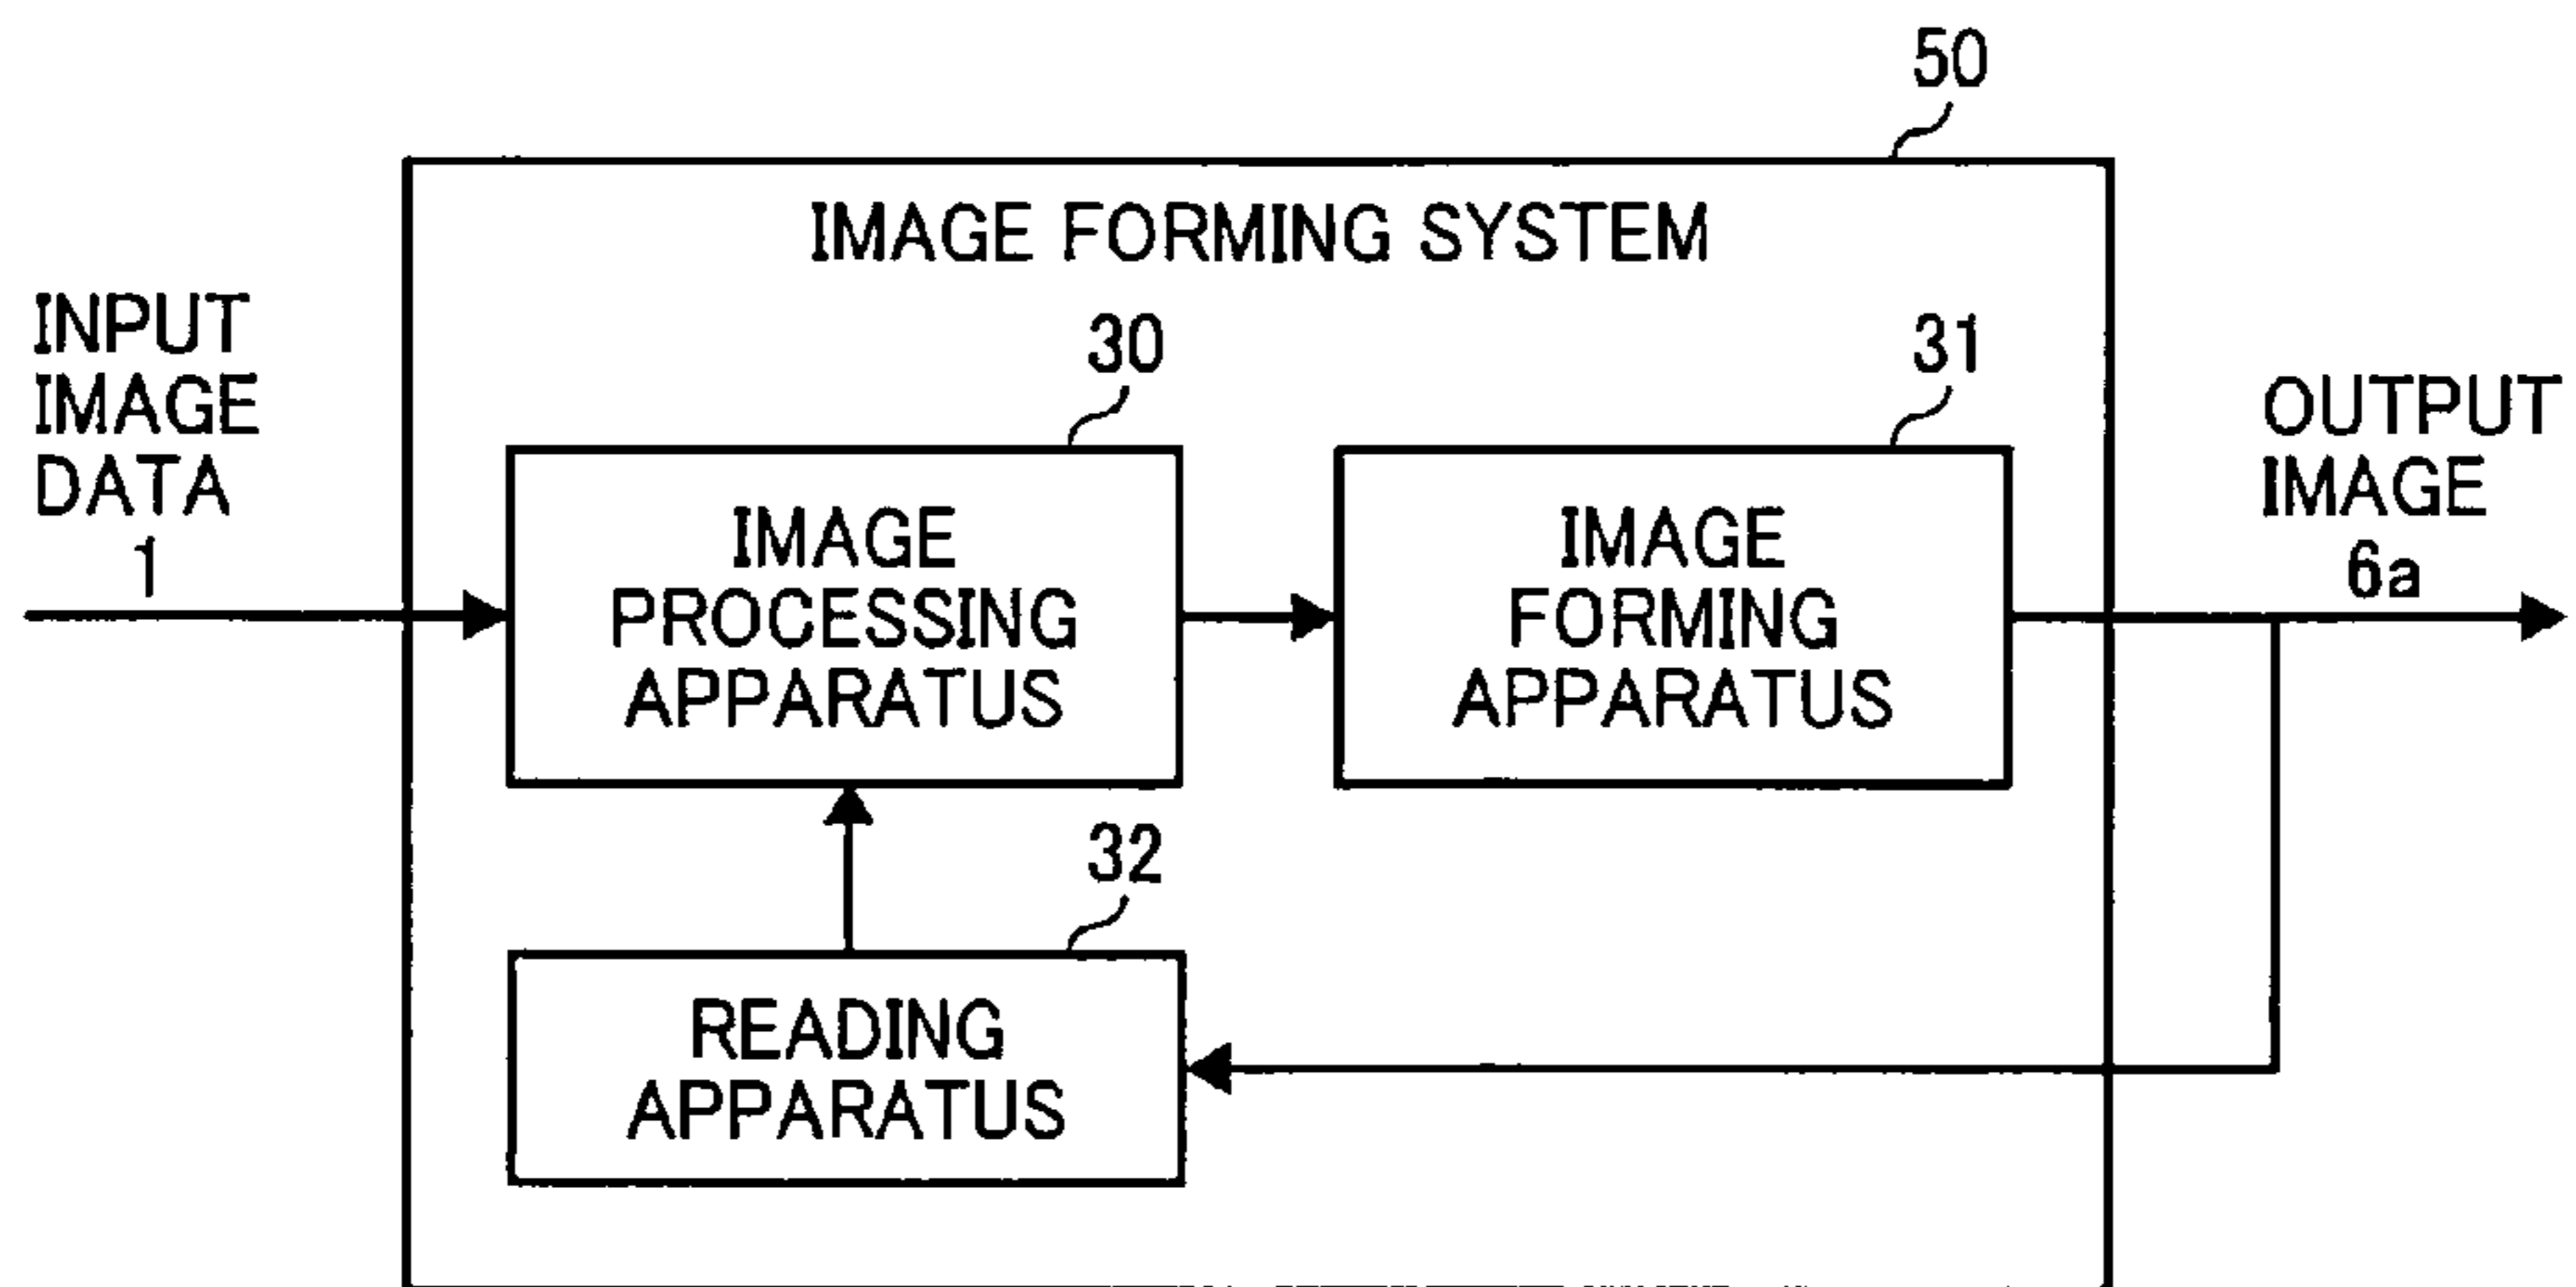 50
IMAGE FORMING SYSTEM
INPUT
IMAGE
DATA
1
30
IMAGE
PROCESSING
APPARATUS
31
IMAGE
FORMING
APPARATUS
OUTPUT
IMAGE
6a
32
READING
APPARATUS